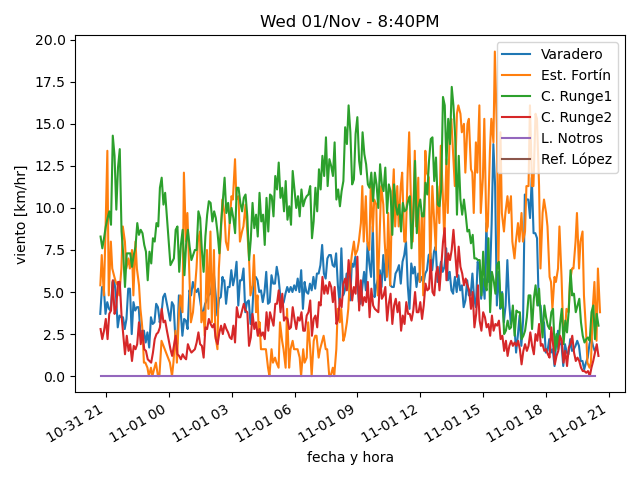 Wed 01/Nov - 8:40PM
viento [km/hr]
20.0
17.5
15.0
12.5
10.0
7.5
5.0
2.5
0.0
Varadero
Est. Fortín
C. Runge1
C. Runge2
L. Notros
Ref. López
10-31 21
11-01 00
11-01 03
11-01 06
11-01 09
11-01 12
11-01 15
11-01 18
11-01 21
fecha y hora